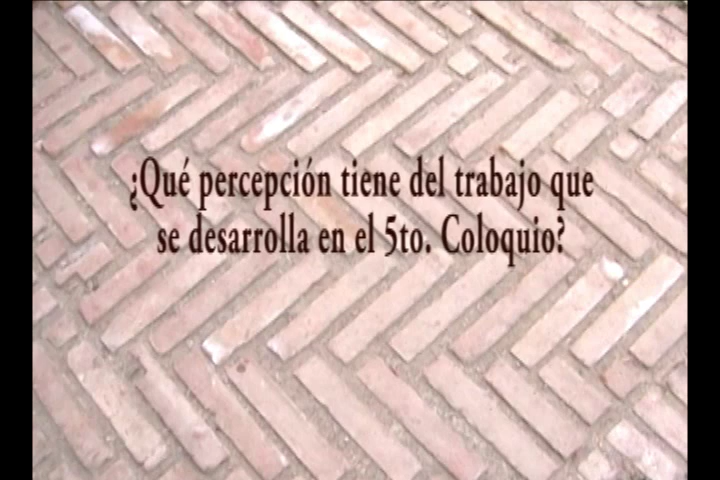 ¿Qué percepción tiene del trabajo que
se desarrolla en el 5to. Coloquio?